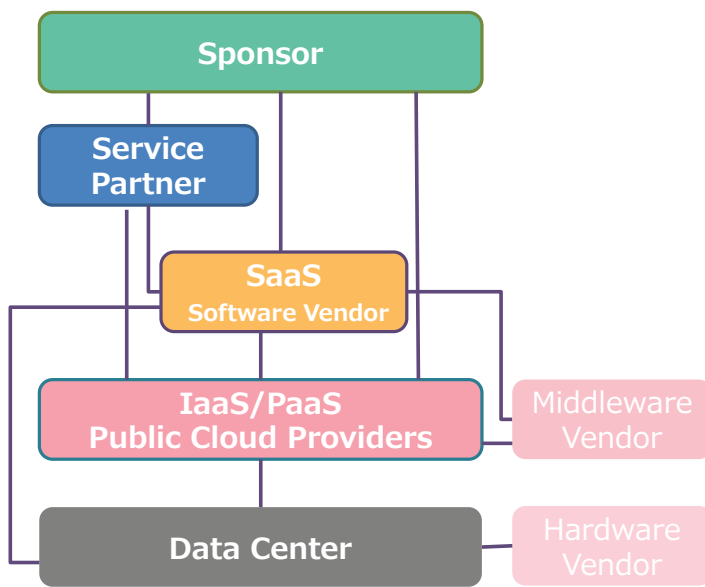 Sponsor
Service
Partner
SaaS
Software Vendor
IaaS/PaaS
Public Cloud Providers
Middleware
Vendor
Data Center
Hardware
Vendor